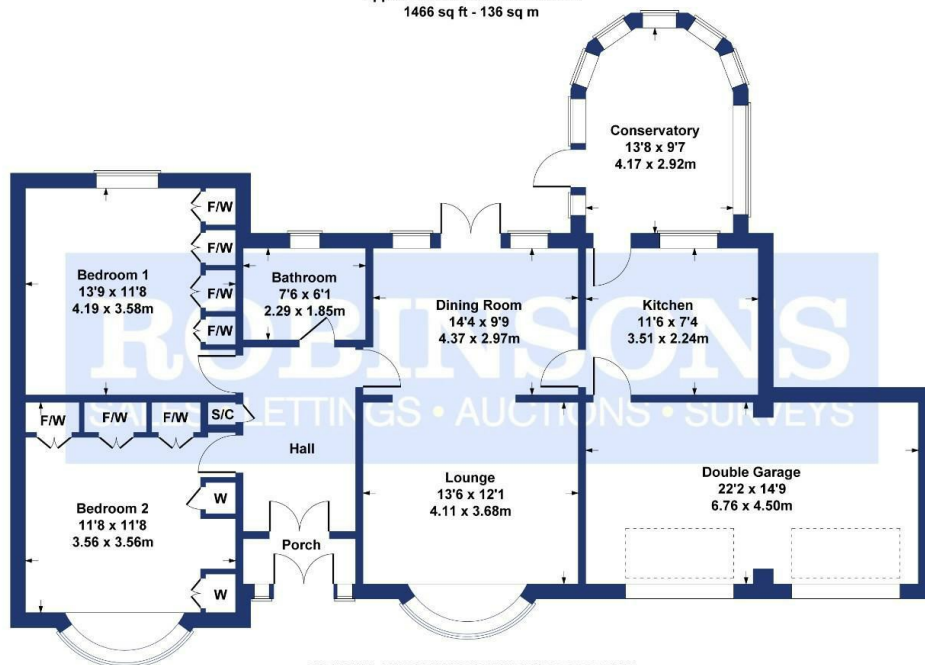 1466 sq ft - 136 sq m
Conservatory
13'8 x 9'7
4.17 x 2.92m
F/W
F/W
F/W
F/W
Bedroom 1
13'9 x 11'8
4.19 x 3.58m
Bathroom
7'6 x 6'1
2.29 x 1.85m
Dining Room
14'4 x 9'9
4.37 x 2.97m
Kitchen
11'6 x 7'4
3.51 x 2.24m
ROBINSONS
SALES • LETTINGS • AUCTIONS • SURVEYS
F/W
F/W
F/W
S/C
Hall
Lounge
13'6 x 12'1
4.11 x 3.68m
Double Garage
22'2 x 14'9
6.76 x 4.50m
W
Bedroom 2
11'8 x 11'8
3.56 x 3.56m
Porch
W